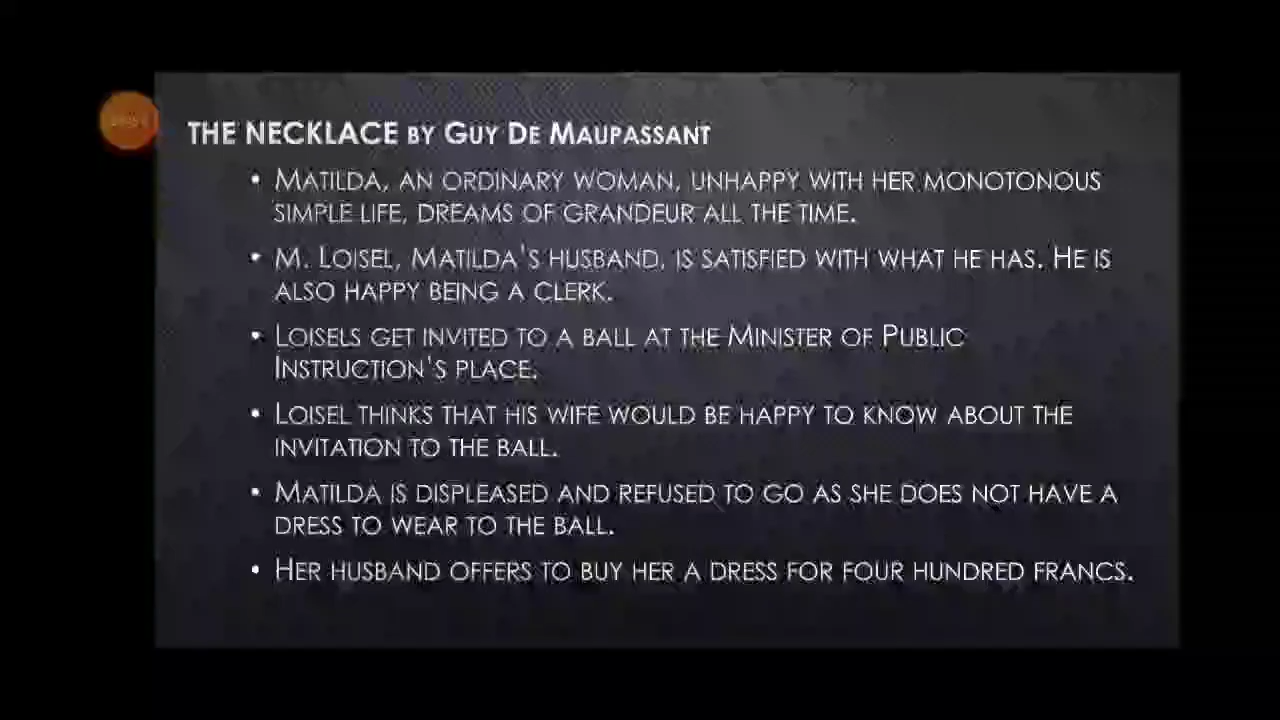 THE NECKLACE BY GUY DE MAUPASSANT
• MATILDA, AN ORDINARY WOMAN, UNHAPPY WITH HER MONOTONOUS
SIMPLE LIFE, DREAMS OF GRANDEUR ALL THE TIME.
• M. LOISEL, MATILDA'S HUSBAND, IS SATISFIED WITH WHAT HE HAS. HE IS
ALSO HAPPY BEING A CLERK.
• LOISELS GET INVITED TO A BALL AT THE MINISTER OF PUBLIC
INSTRUCTION'S PLACE.
• LOISEL THINKS THAT HIS WIFE WOULD BE HAPPY TO KNOW ABOUT THE
INVITATION TO THE BALL.
• MATILDA IS DISPLEASED AND REFUSED TO GO AS SHE DOES NOT HAVE A
DRESS TO WEAR TO THE BALL.
• HER HUSBAND OFFERS TO BUY HER A DRESS FOR FOUR HUNDRED FRANCS.